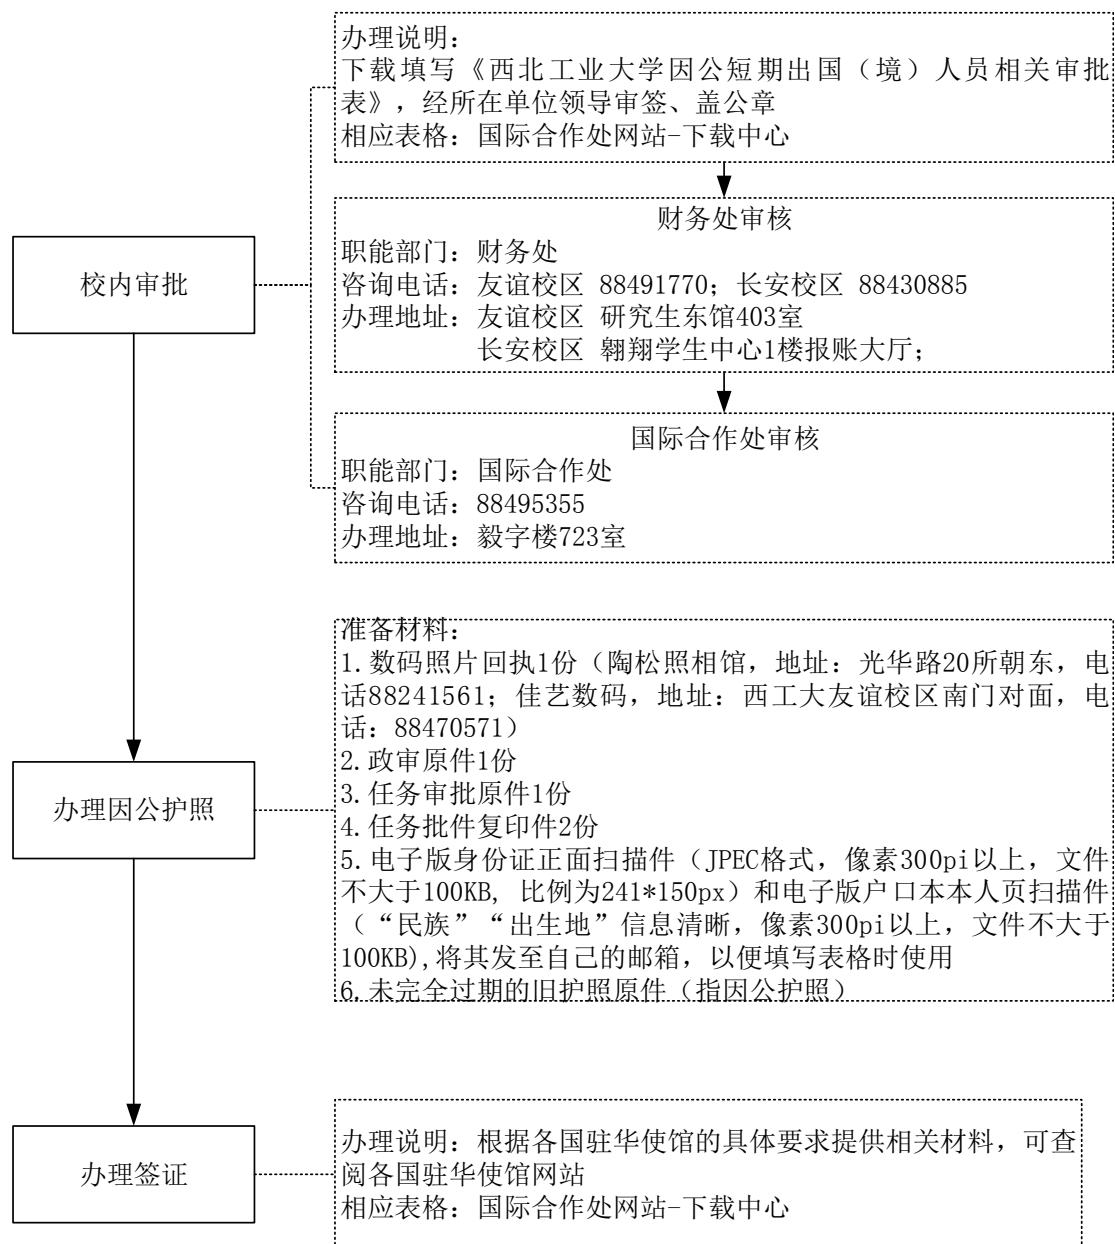 办理说明：
下载填写《西北工业大学因公短期出国（境）人员相关审批
表》，经所在单位领导审签、盖公章
相应表格：国际合作处网站-下载中心
财务处审核
职能部门：财务处
咨询电话：友谊校区 88491770；长安校区 88430885
办理地址：友谊校区 研究生东馆403室
长安校区 翱翔学生中心1楼报账大厅；
校内审批
国际合作处审核
职能部门：国际合作处
咨询电话：88495355
办理地址：毅字楼723室
准备材料：
1.数码照片回执1份（陶松照相馆，地址：光华路20所朝东，电
话88241561；佳艺数码，地址：西工大友谊校区南门对面，电
话：88470571）
2.政审原件1份
3.任务审批原件1份
4.任务批件复印件2份
5.电子版身份证正面扫描件（JPEC格式，像素300pi以上，文件
不大于100KB, 比例为241*150px）和电子版户口本本人页扫描件
（“民族”“出生地”信息清晰，像素300pi以上，文件不大于
100KB),将其发至自己的邮箱，以便填写表格时使用
6.未完全过期的旧护照原件（指因公护照）
办理因公护照
办理说明：根据各国驻华使馆的具体要求提供相关材料，可查
阅各国驻华使馆网站
相应表格：国际合作处网站-下载中心
办理签证